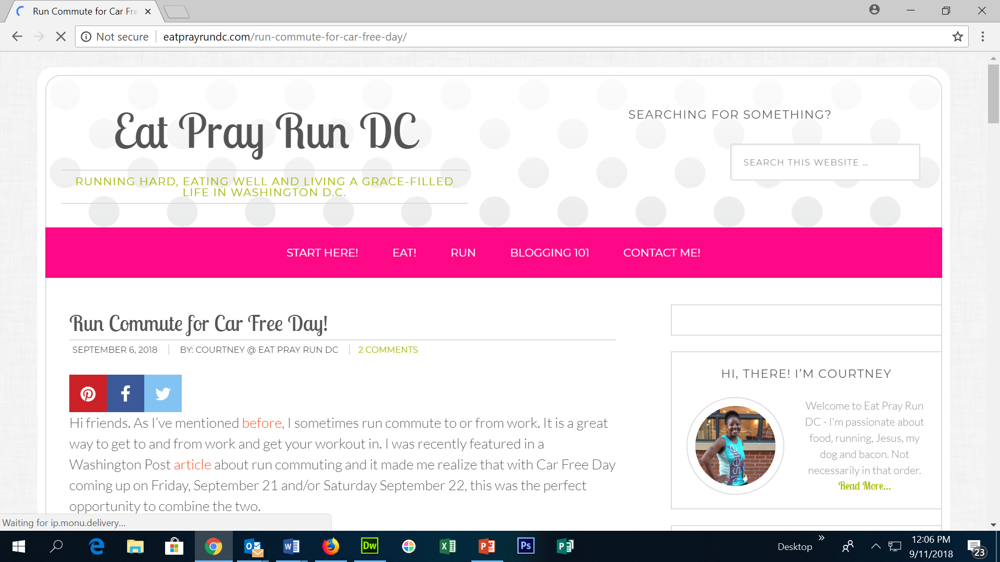 Run Commute for Car Fre
Not secure
eatprayrundc.com/run-commute-for-car-free-day/
Eat Pray Run DC
RUNNING HARD, EATING WELL AND LIVING A GRACE-FILLED
LIFE IN WASHINGTON D.C.
SEARCHING FOR SOMETHING?
SEARCH THIS WEBSITE ...
START HERE! EAT! RUN BLOGGING 101 CONTACT ME!
Run Commute for Car Free Day!
SEPTEMBER 6, 2018 BY: COURTNEY @ EAT PRAY RUN DC 2 COMMENTS
Hi friends. As I’ve mentioned before, I sometimes run commute to or from work. It is a great
way to get to and from work and get your workout in. I was recently featured in a
Washington Post article about run commuting and it made me realize that with Car Free Day
coming up on Friday, September 21 and/or Saturday September 22, this was the perfect
opportunity to combine the two.
HI, THERE! I’M COURTNEY
Welcome to Eat Pray Run
DC - I'm passionate about
food, running, Jesus, my
dog and bacon. Not
necessarily in that order.
Read More...
oiselle
Waiting for ip.monu.delivery...
Dw
Ps
Desktop
12:06 PM
9/11/2018
23